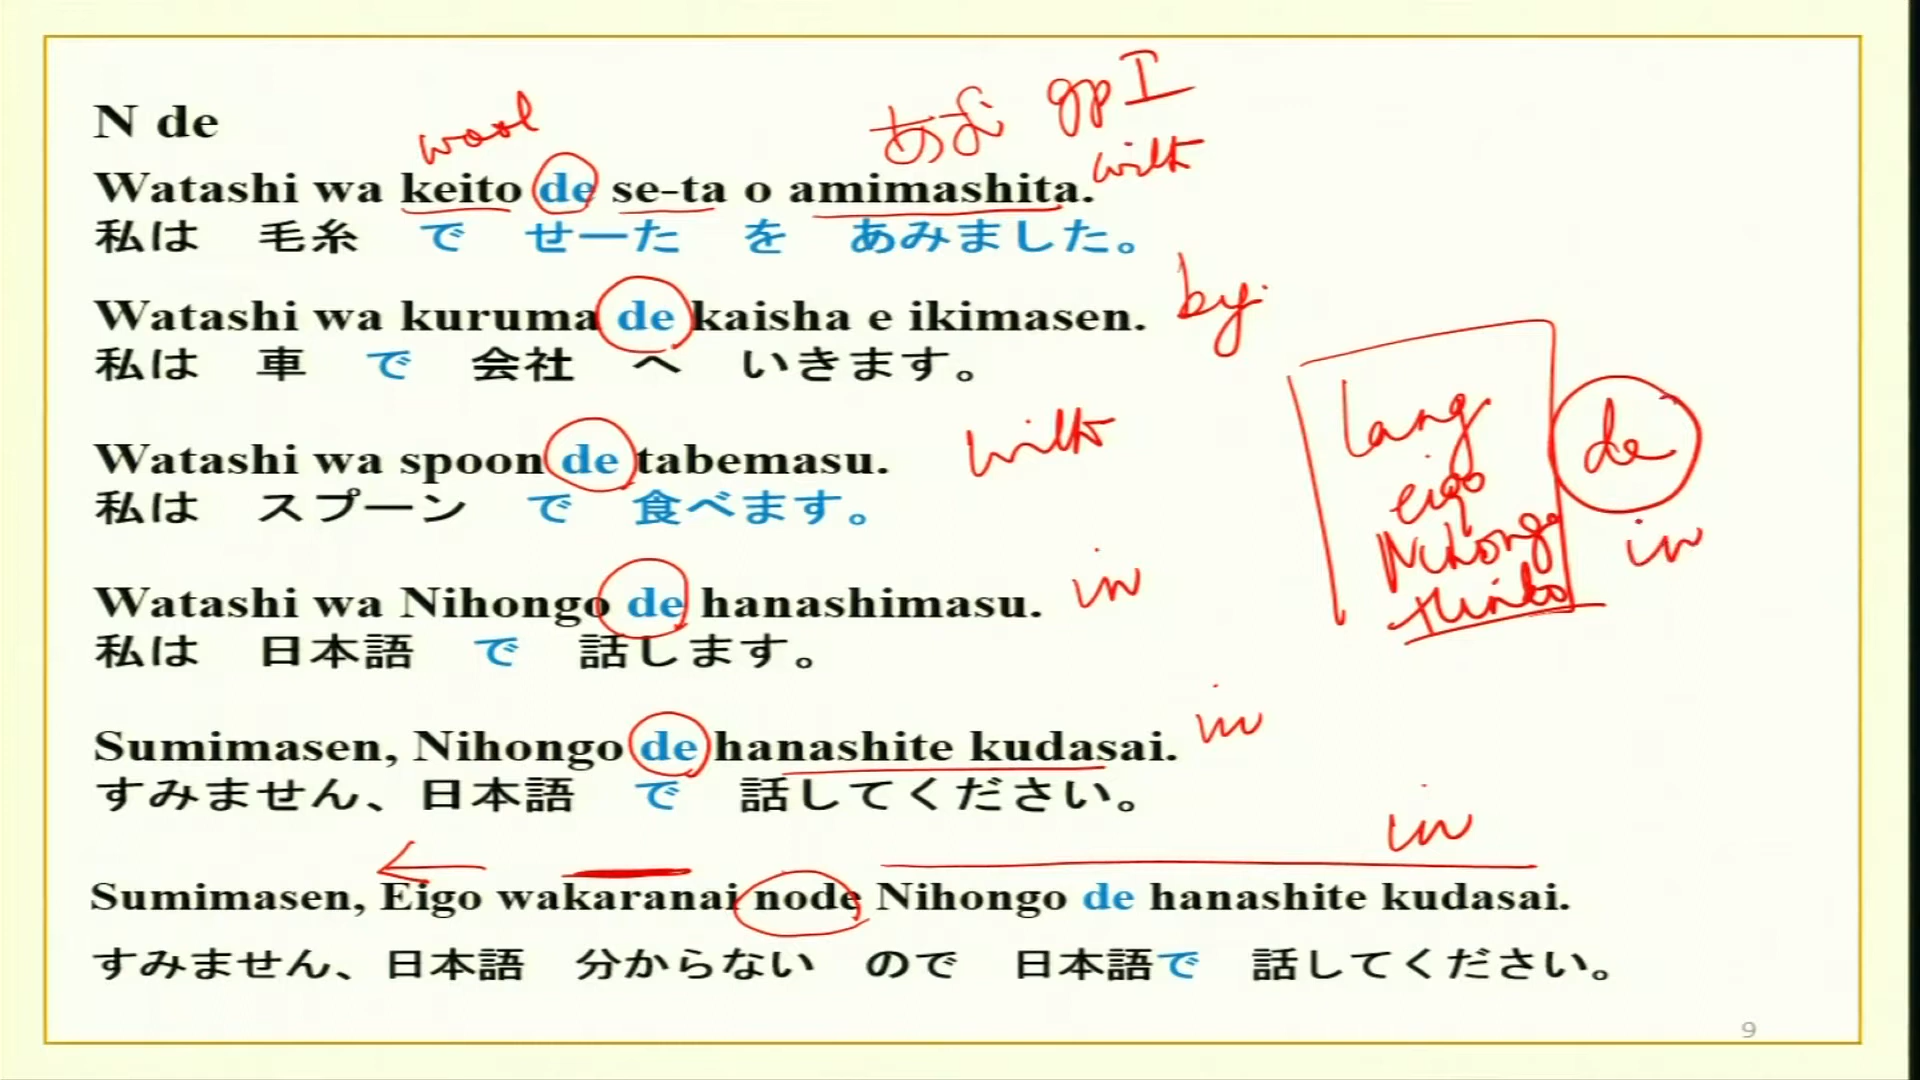 N de
wool
あみ gp I
Watashi wa keito de se-ta o amimashita. with
私は 毛糸 で せーた を あみました。
Watashi wa kuruma de kaisha e ikimasen. by
私は 車 で 会社 へ いきます。
Watashi wa spoon de tabemasu. with
私は スプーン で 食べます。
lang de
eigo
Nihongo in
Watashi wa Nihongo de hanashimasu. in
私は 日本語 で 話します。
Sumimasen, Nihongo de hanashite kudasai. in
すみません、日本語 で 話してください。
in
Sumimasen, Eigo wakaranai node Nihongo de hanashite kudasai.
すみません、日本語 分からない ので 日本語で 話してください。
9